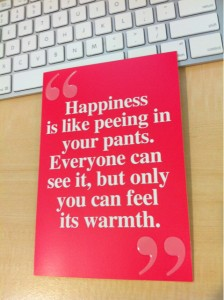 “
Happiness
is like peeing in
your pants.
Everyone can
see it, but only
you can feel
its warmth.
”